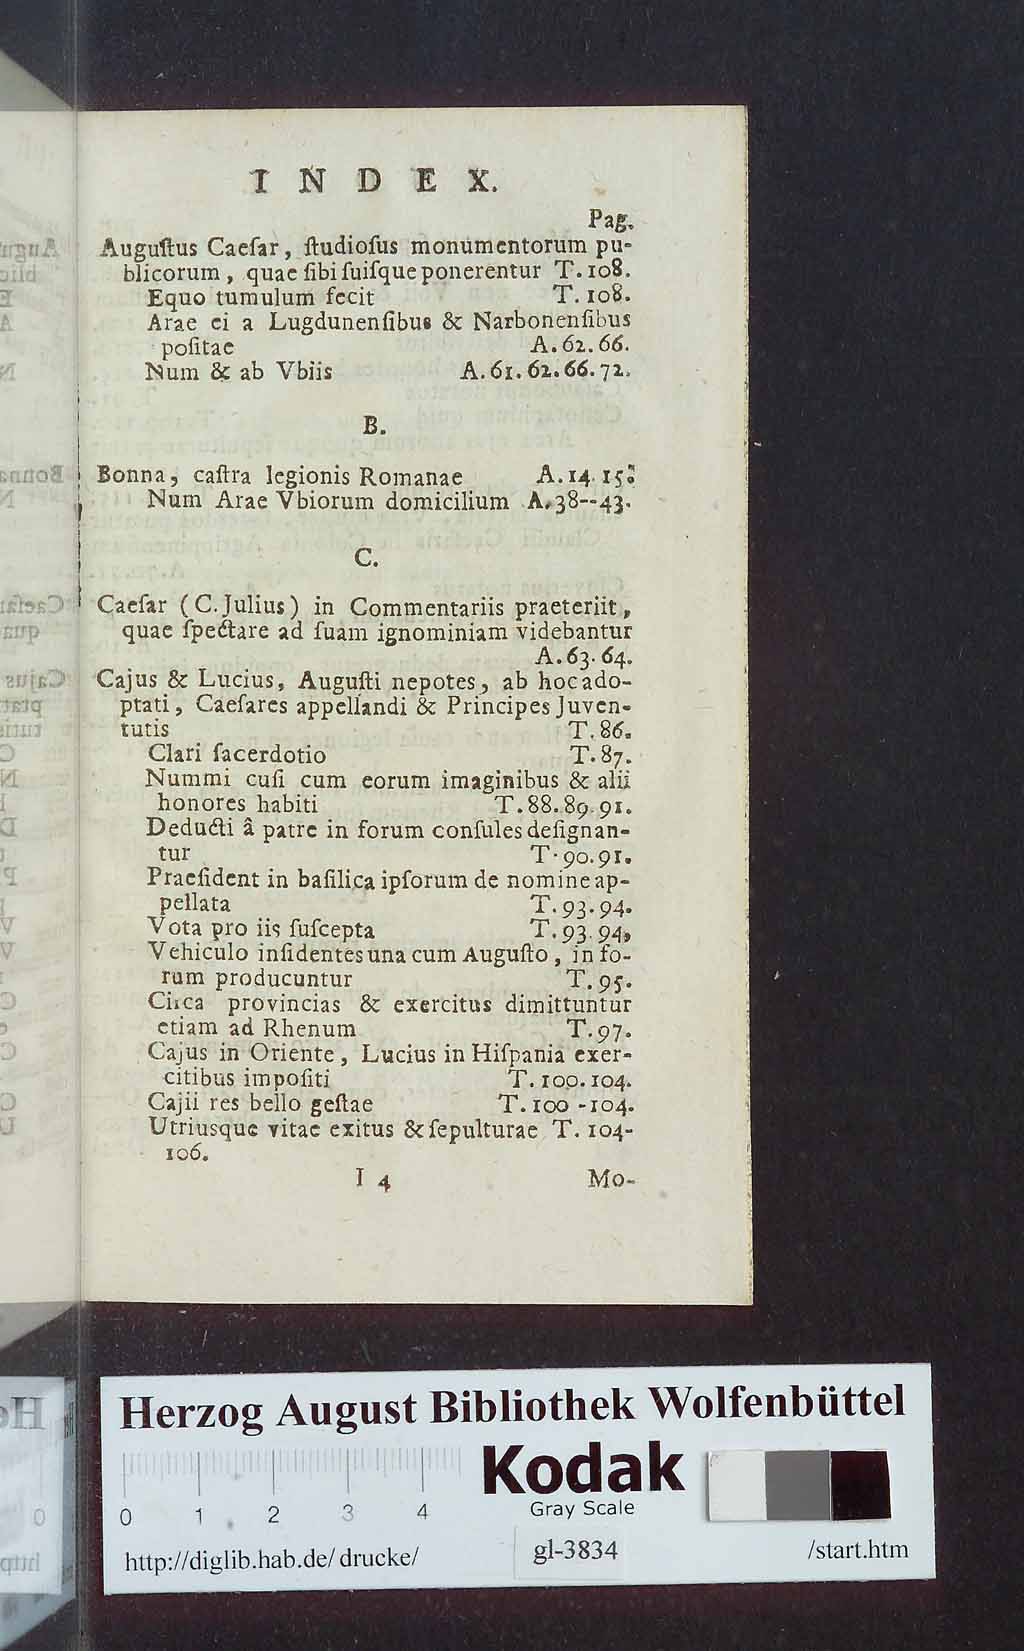 INDEX.
Pag.
Auguſtus Caeſar, ſtudioſus monumentorum pu-
blicorum, quae ſibi ſuiſque ponerentur T. 108.
Equo tumulum fecit T. 108.
Arae ei a Lugdunenſibus & Narbonenſibus
poſitae A. 62. 66.
Num & ab Vbiis A. 61. 62. 66. 72.
B.
Bonna, caſtra legionis Romanae A. 14. 15.
Num Arae Vbiorum domicilium A. 38--43.
C.
Caeſar (C. Julius) in Commentariis praeteriit,
quae ſpectare ad ſuam ignominiam videbantur
A. 63. 64.
Cajus & Lucius, Auguſti nepotes, ab hoc ado-
ptati, Caeſares appellandi & Principes Juven-
tutis T. 86.
Clari ſacerdotio T. 87.
Nummi cuſi cum eorum imaginibus & alii
honores habiti T. 88. 89. 91.
Deducti â patre in forum conſules deſignan-
tur T. 90. 91.
Praeſident in baſilica ipſorum de nomine ap-
pellata T. 93. 94.
Vota pro iis ſuſcepta T. 93. 94,
Vehiculo inſidentes una cum Auguſto, in fo-
rum producuntur T. 95.
Circa provincias & exercitus dimittuntur
etiam ad Rhenum T. 97.
Cajus in Oriente, Lucius in Hiſpania exer-
citibus impoſiti T. 100. 104.
Cajii res bello geſtae T. 100 -104.
Utriusque vitae exitus & ſepulturae T. 104-
106.
I 4 Mo-
Herzog August Bibliothek Wolfenbüttel
Kodak
Gray Scale
0 1 2 3 4
http://diglib.hab.de/drucke/ gl-3834 /start.htm